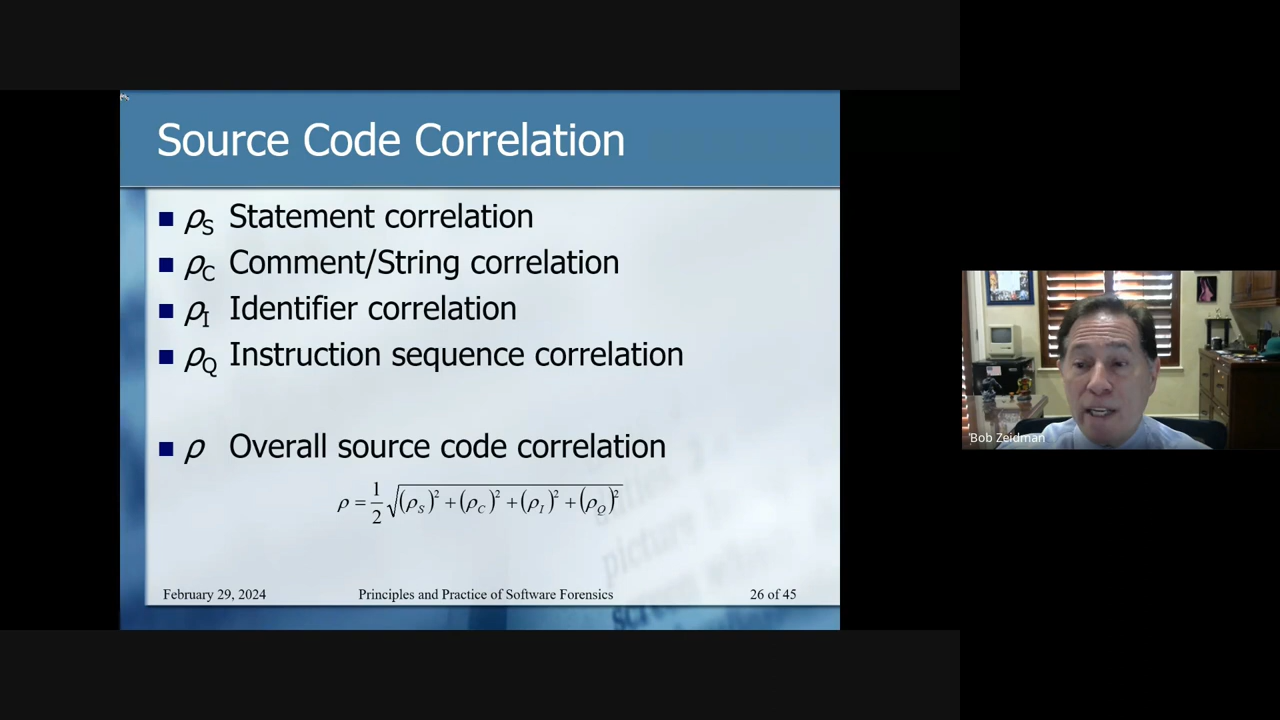 Source Code Correlation
ρS Statement correlation
ρC Comment/String correlation
ρI Identifier correlation
ρQ Instruction sequence correlation
ρ Overall source code correlation
ρ = 1/2 √(ρS)² + (ρC)² + (ρI)² + (ρQ)²
picture
screen
February 29, 2024 Principles and Practice of Software Forensics 26 of 45
Bob Zeidman